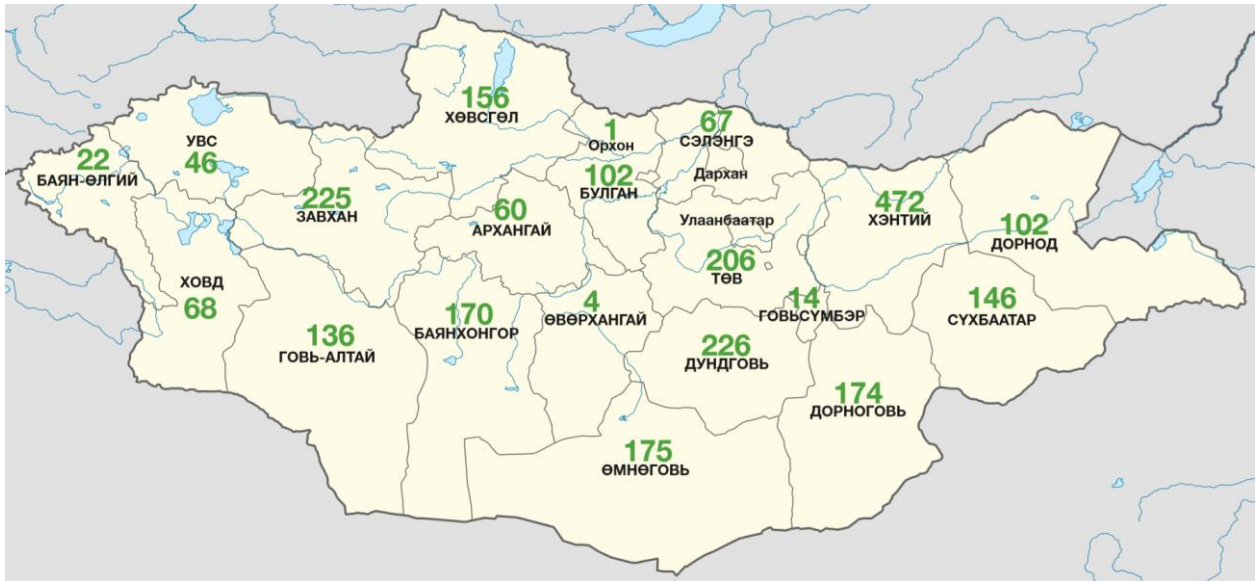 156
ХӨВСГӨЛ
1
Орхон
67
СЭЛЭНГЭ
УВС
46
22
БАЯН-ӨЛГИЙ
102
БУЛГАН
Дархан
225
ЗАВХАН
60
АРХАНГАЙ
Улаанбаатар
472
ХЭНТИЙ
102
ДОРНОД
206
ТӨВ
ХОВД
68
136
ГОВЬ-АЛТАЙ
170
БАЯНХОНГОР
4
ӨВӨРХАНГАЙ
14
ГОВЬСҮМБЭР
146
СҮХБААТАР
226
ДУНДГОВЬ
174
ДОРНОГОВЬ
175
ӨМНӨГОВЬ